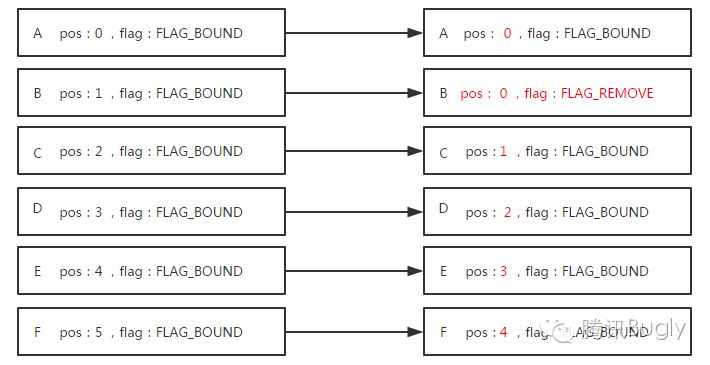 A pos：0 ，flag：FLAG_BOUND
A pos： 0，flag：FLAG_BOUND
B pos：1 ，flag：FLAG_BOUND
B pos： 0 ，flag：FLAG_REMOVE
C pos：2 ，flag：FLAG_BOUND
C pos：1 ，flag：FLAG_BOUND
D pos：3 ，flag：FLAG_BOUND
D pos： 2 ，flag：FLAG_BOUND
E pos：4 ，flag：FLAG_BOUND
E pos：3 ，flag：FLAG_BOUND
F pos：5 ，flag：FLAG_BOUND
F pos：4 ，flag：FLAG_BOUND
腾讯Bugly